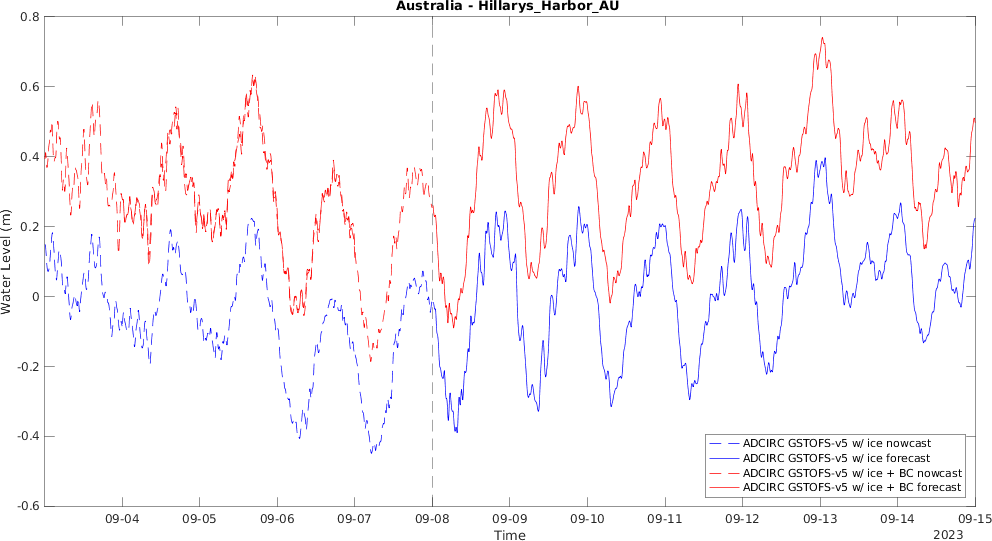 Australia - Hillarys_Harbor_AU
0.8
0.6
0.4
0.2
0
-0.2
-0.4
-0.6
Water Level (m)
ADCIRC GSTOFS-v5 w/ ice nowcast
ADCIRC GSTOFS-v5 w/ ice forecast
ADCIRC GSTOFS-v5 w/ ice + BC nowcast
ADCIRC GSTOFS-v5 w/ ice + BC forecast
09-04 09-05 09-06 09-07 09-08 09-09 09-10 09-11 09-12 09-13 09-14 09-15
Time
2023